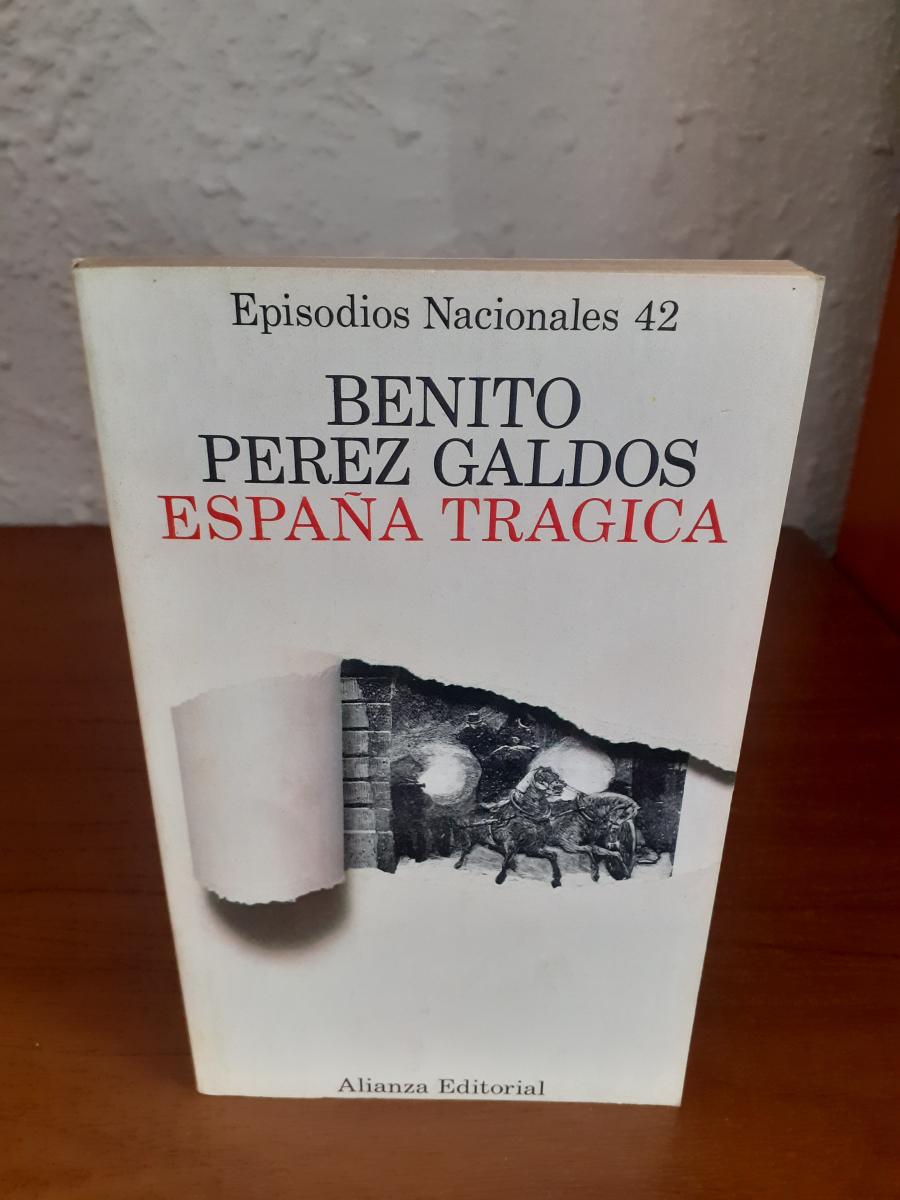 Episodios Nacionales 42
BENITO
PEREZ GALDOS
ESPAÑA TRAGICA
Alianza Editorial